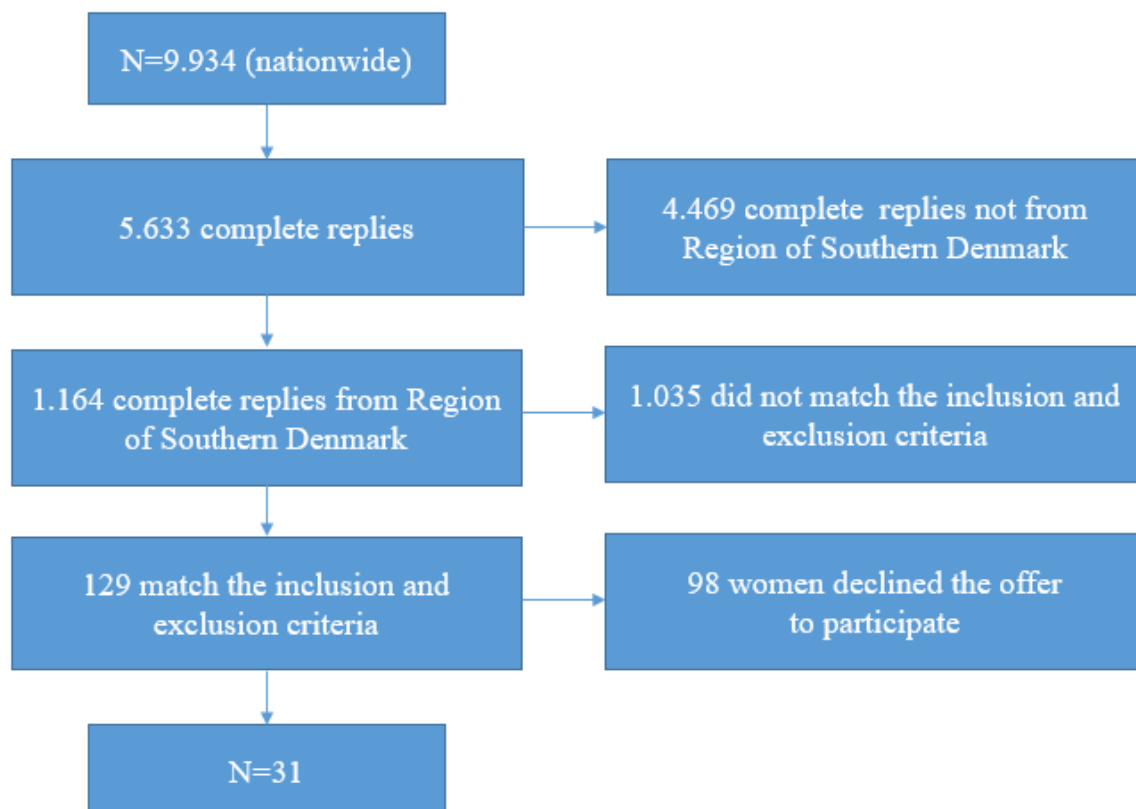 N=9.934 (nationwide)
5.633 complete replies
4.469 complete  replies not from
Region of Southern Denmark
1.164 complete replies from Region
of Southern Denmark
1.035 did not match the inclusion and
exclusion criteria
129 match the inclusion and
exclusion criteria
98 women declined the offer
to participate
N=31